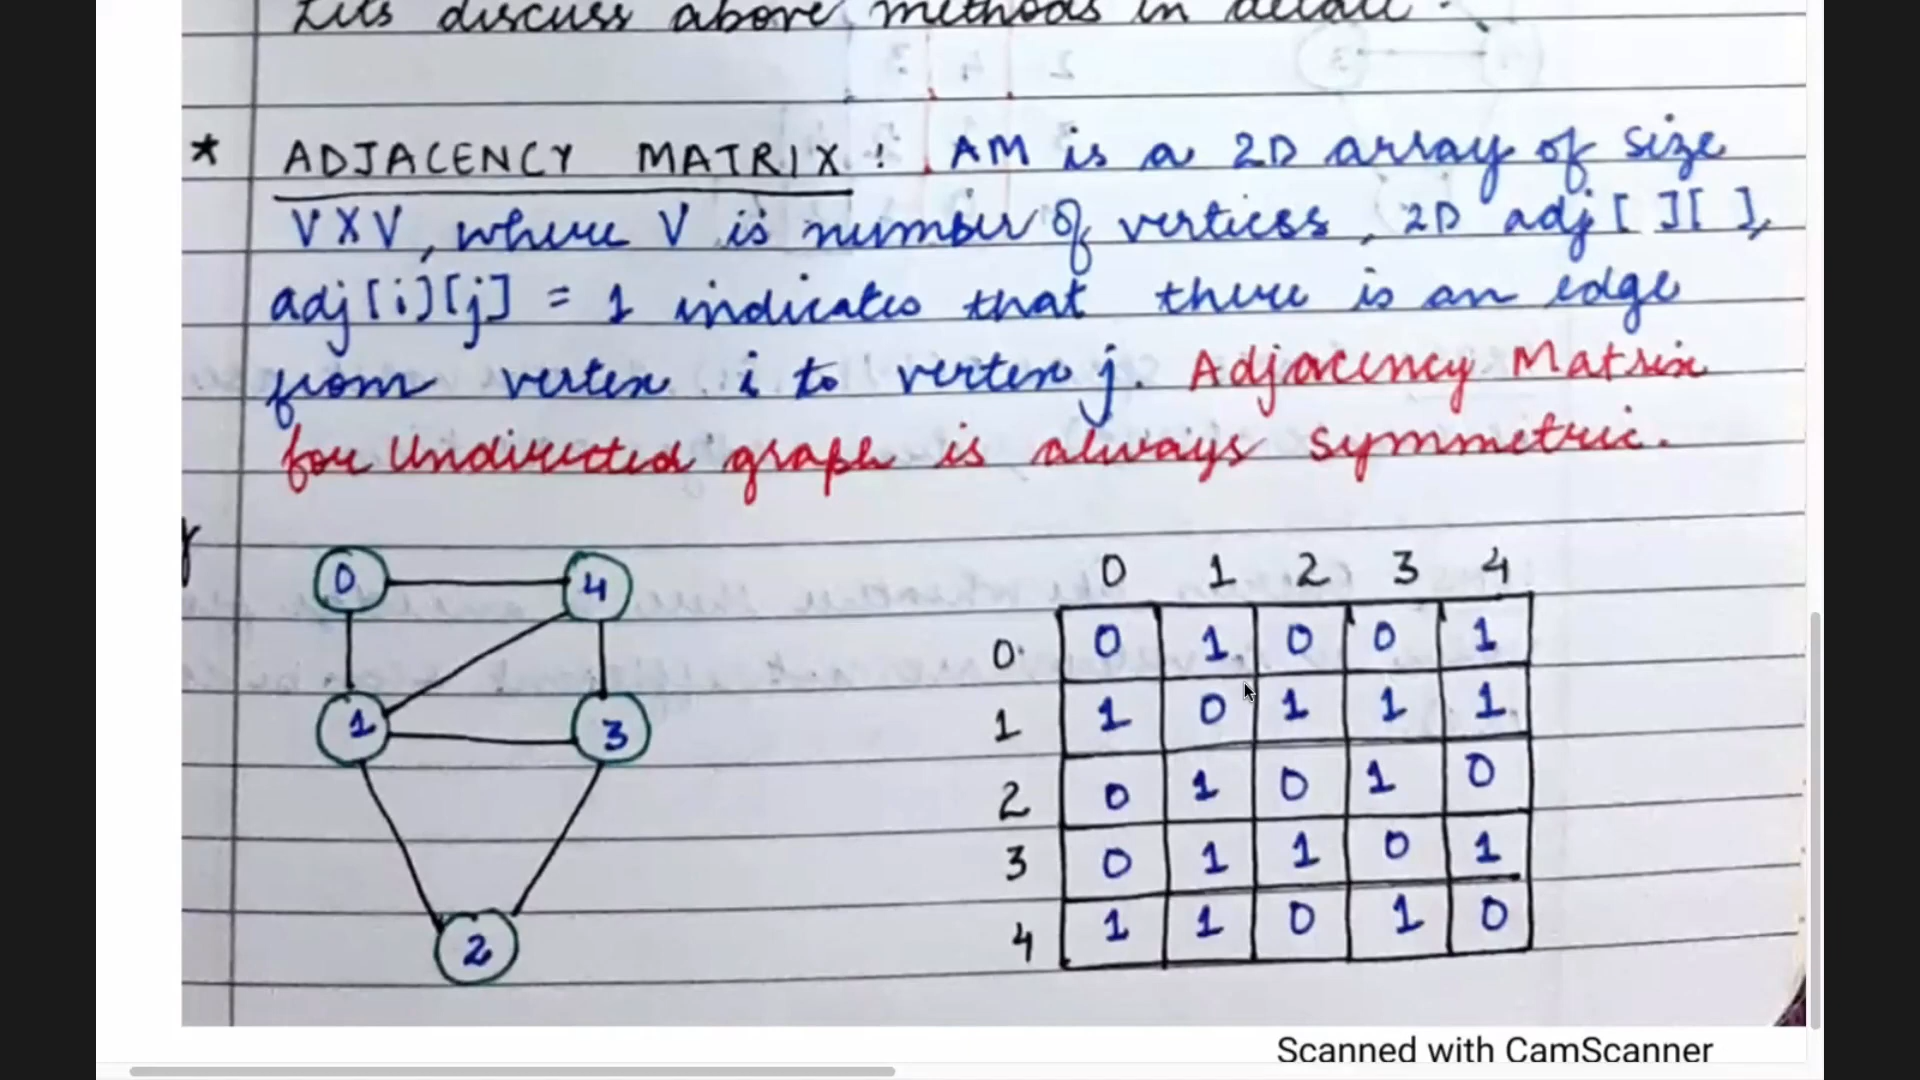 Lets discuss above methods in detail.
* ADJACENCY MATRIX: AM is a 2D array of size
VXV, where V is number of vertices, 2D adj[ ][ ],
adj[i][j] = 1 indicates that there is an edge
from vertex i to vertex j. Adjacency Matrix
for Undirected graph is always symmetric.
0 4
1 3
2
0 1 2 3 4
0 0 1 0 0 1
1 1 0 1 1 1
2 0 1 0 1 0
3 0 1 1 0 1
4 1 1 0 1 0
Scanned with CamScanner